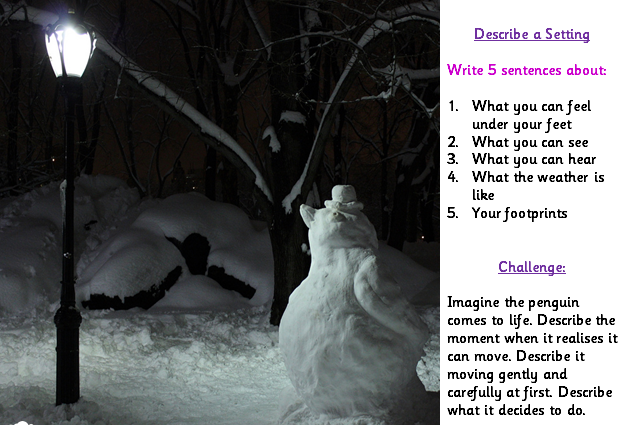 Describe a Setting
Write 5 sentences about:
1. What you can feel
under your feet
2. What you can see
3. What you can hear
4. What the weather is
like
5. Your footprints
Challenge:
Imagine the penguin
comes to life. Describe the
moment when it realises it
can move. Describe it
moving gently and
carefully at first. Describe
what it decides to do.